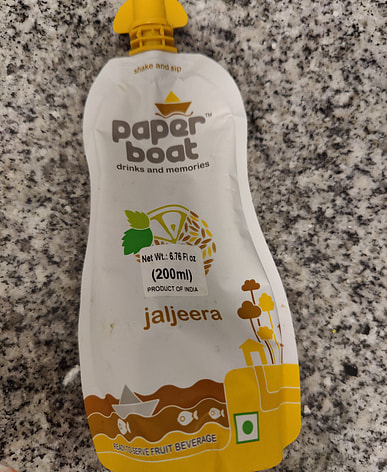 shake and sip
paper
boat™
drinks and memories
Net Wt.: 6.76 Fl oz
(200ml)
PRODUCT OF INDIA
jaljeera
READY TO SERVE FRUIT BEVERAGE